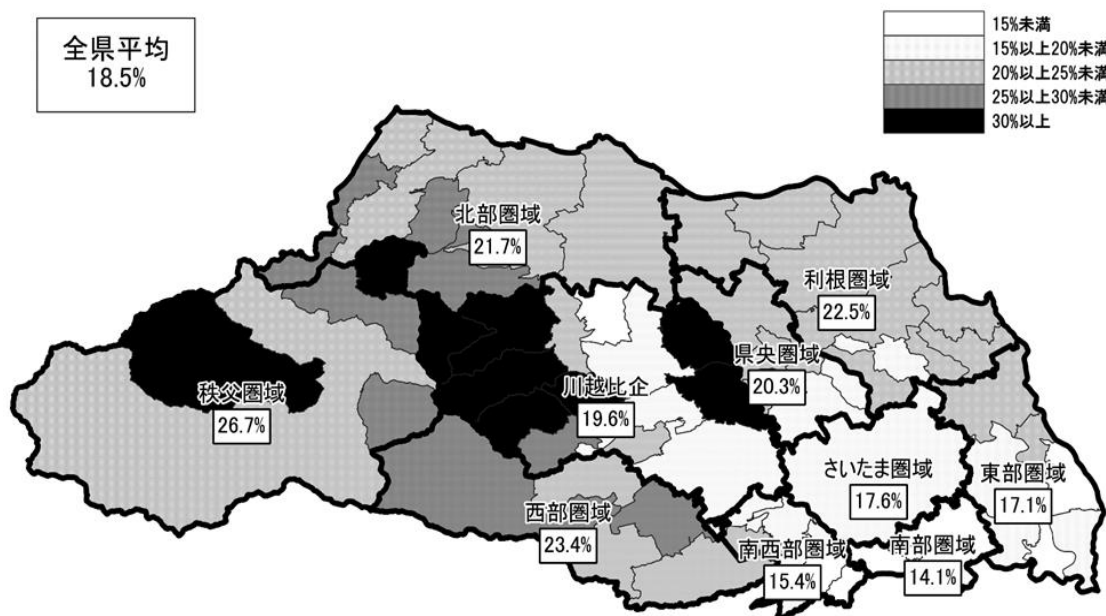 全県平均
18.5%
15%未満
15%以上20%未満
20%以上25%未満
25%以上30%未満
30%以上
北部圏域
21.7%
利根圏域
22.5%
県央圏域
20.3%
川越比企
19.6%
秩父圏域
26.7%
さいたま圏域
17.6%
東部圏域
17.1%
西部圏域
23.4%
南西部圏域
15.4%
南部圏域
14.1%